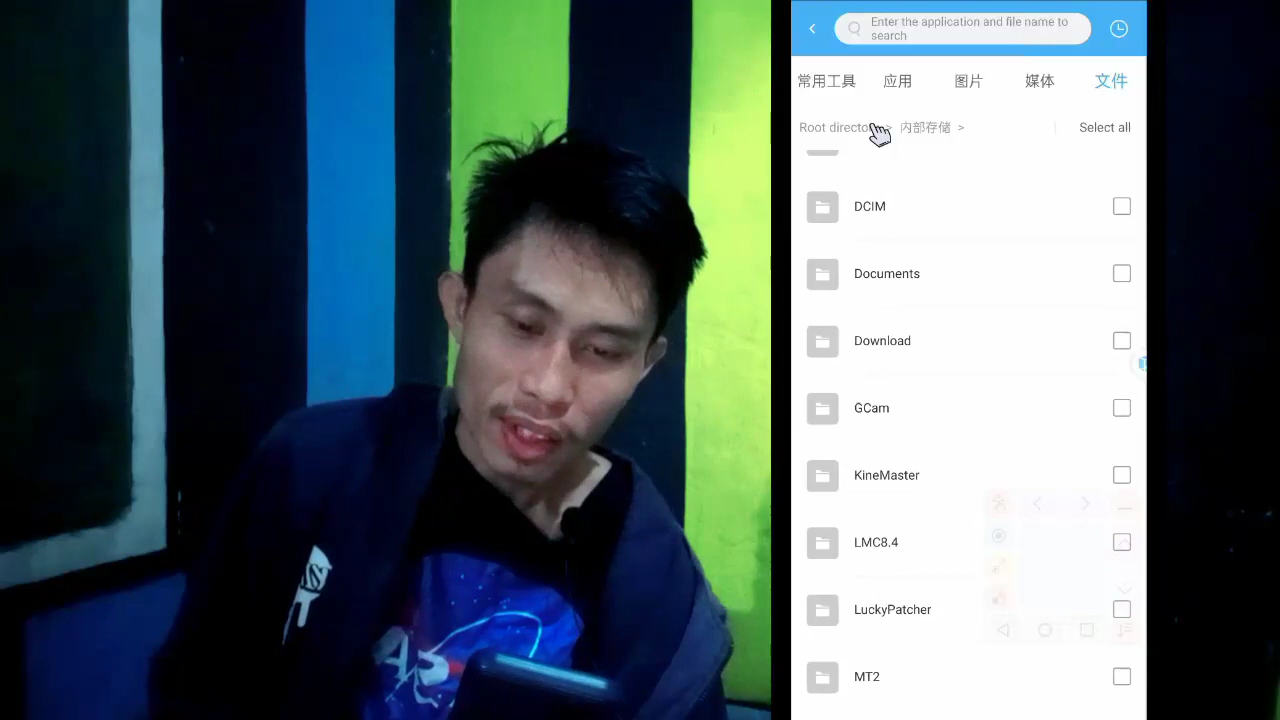 Enter the application and file name to
search
常用工具 应用 图片 媒体 文件
Root directo > 内部存储 > Select all
DCIM
Documents
Download
GCam
KineMaster
LMC8.4
LuckyPatcher
MT2